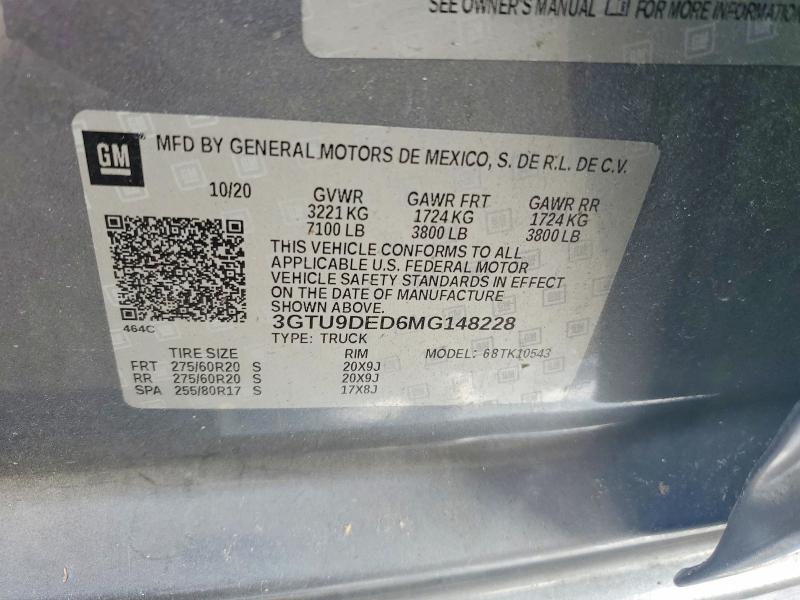 SEE OWNER'S MANUAL FOR MORE INFORMATION
GM ® MFD BY GENERAL MOTORS DE MEXICO, S. DE R.L. DE C.V.
10/20 GVWR GAWR FRT GAWR RR
3221 KG 1724 KG 1724 KG
7100 LB 3800 LB 3800 LB
THIS VEHICLE CONFORMS TO ALL
APPLICABLE U.S. FEDERAL MOTOR
VEHICLE SAFETY STANDARDS IN EFFECT
ON THE DATE OF MANUFACTURE
SHOWN ABOVE.
464C 3GTU9DED6MG148228
TYPE: TRUCK
TIRE SIZE RIM MODEL: 68TK10543
FRT 275/60R20 S 20X9J
RR 275/60R20 S 20X9J
SPA 255/80R17 S 17X8J